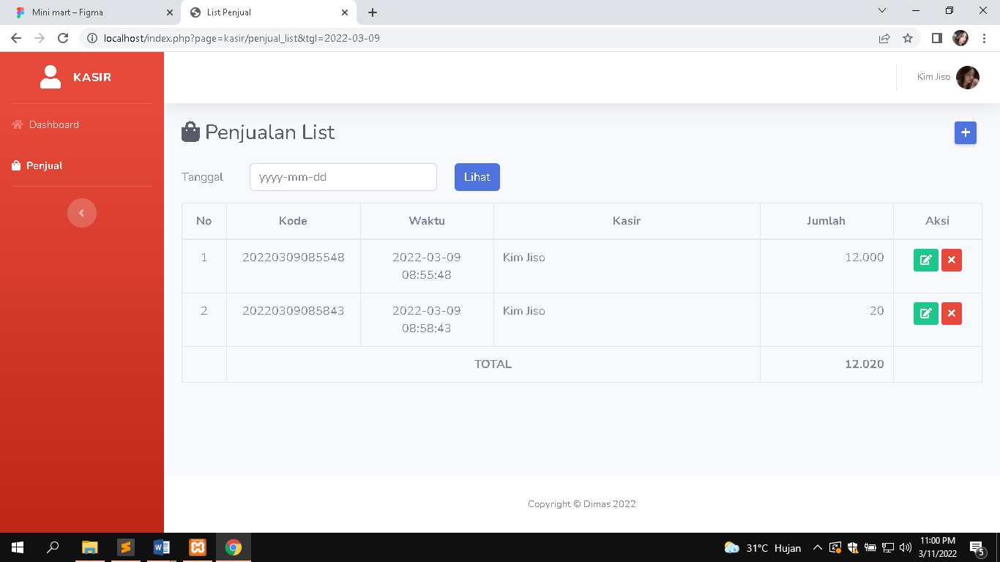 Mini mart – Figma
List Penjual
localhost/index.php?page=kasir/penjual_list&tgl=2022-03-09
KASIR
Kim Jiso
Dashboard
Penjual
Penjualan List
Tanggal yyyy-mm-dd Lihat
No Kode Waktu Kasir Jumlah Aksi
1 20220309085548 2022-03-09 Kim Jiso 12.000
08:55:48
2 20220309085843 2022-03-09 Kim Jiso 20
08:58:43
TOTAL 12.020
Copyright © Dimas 2022
31°C Hujan
11:00 PM
3/11/2022
5